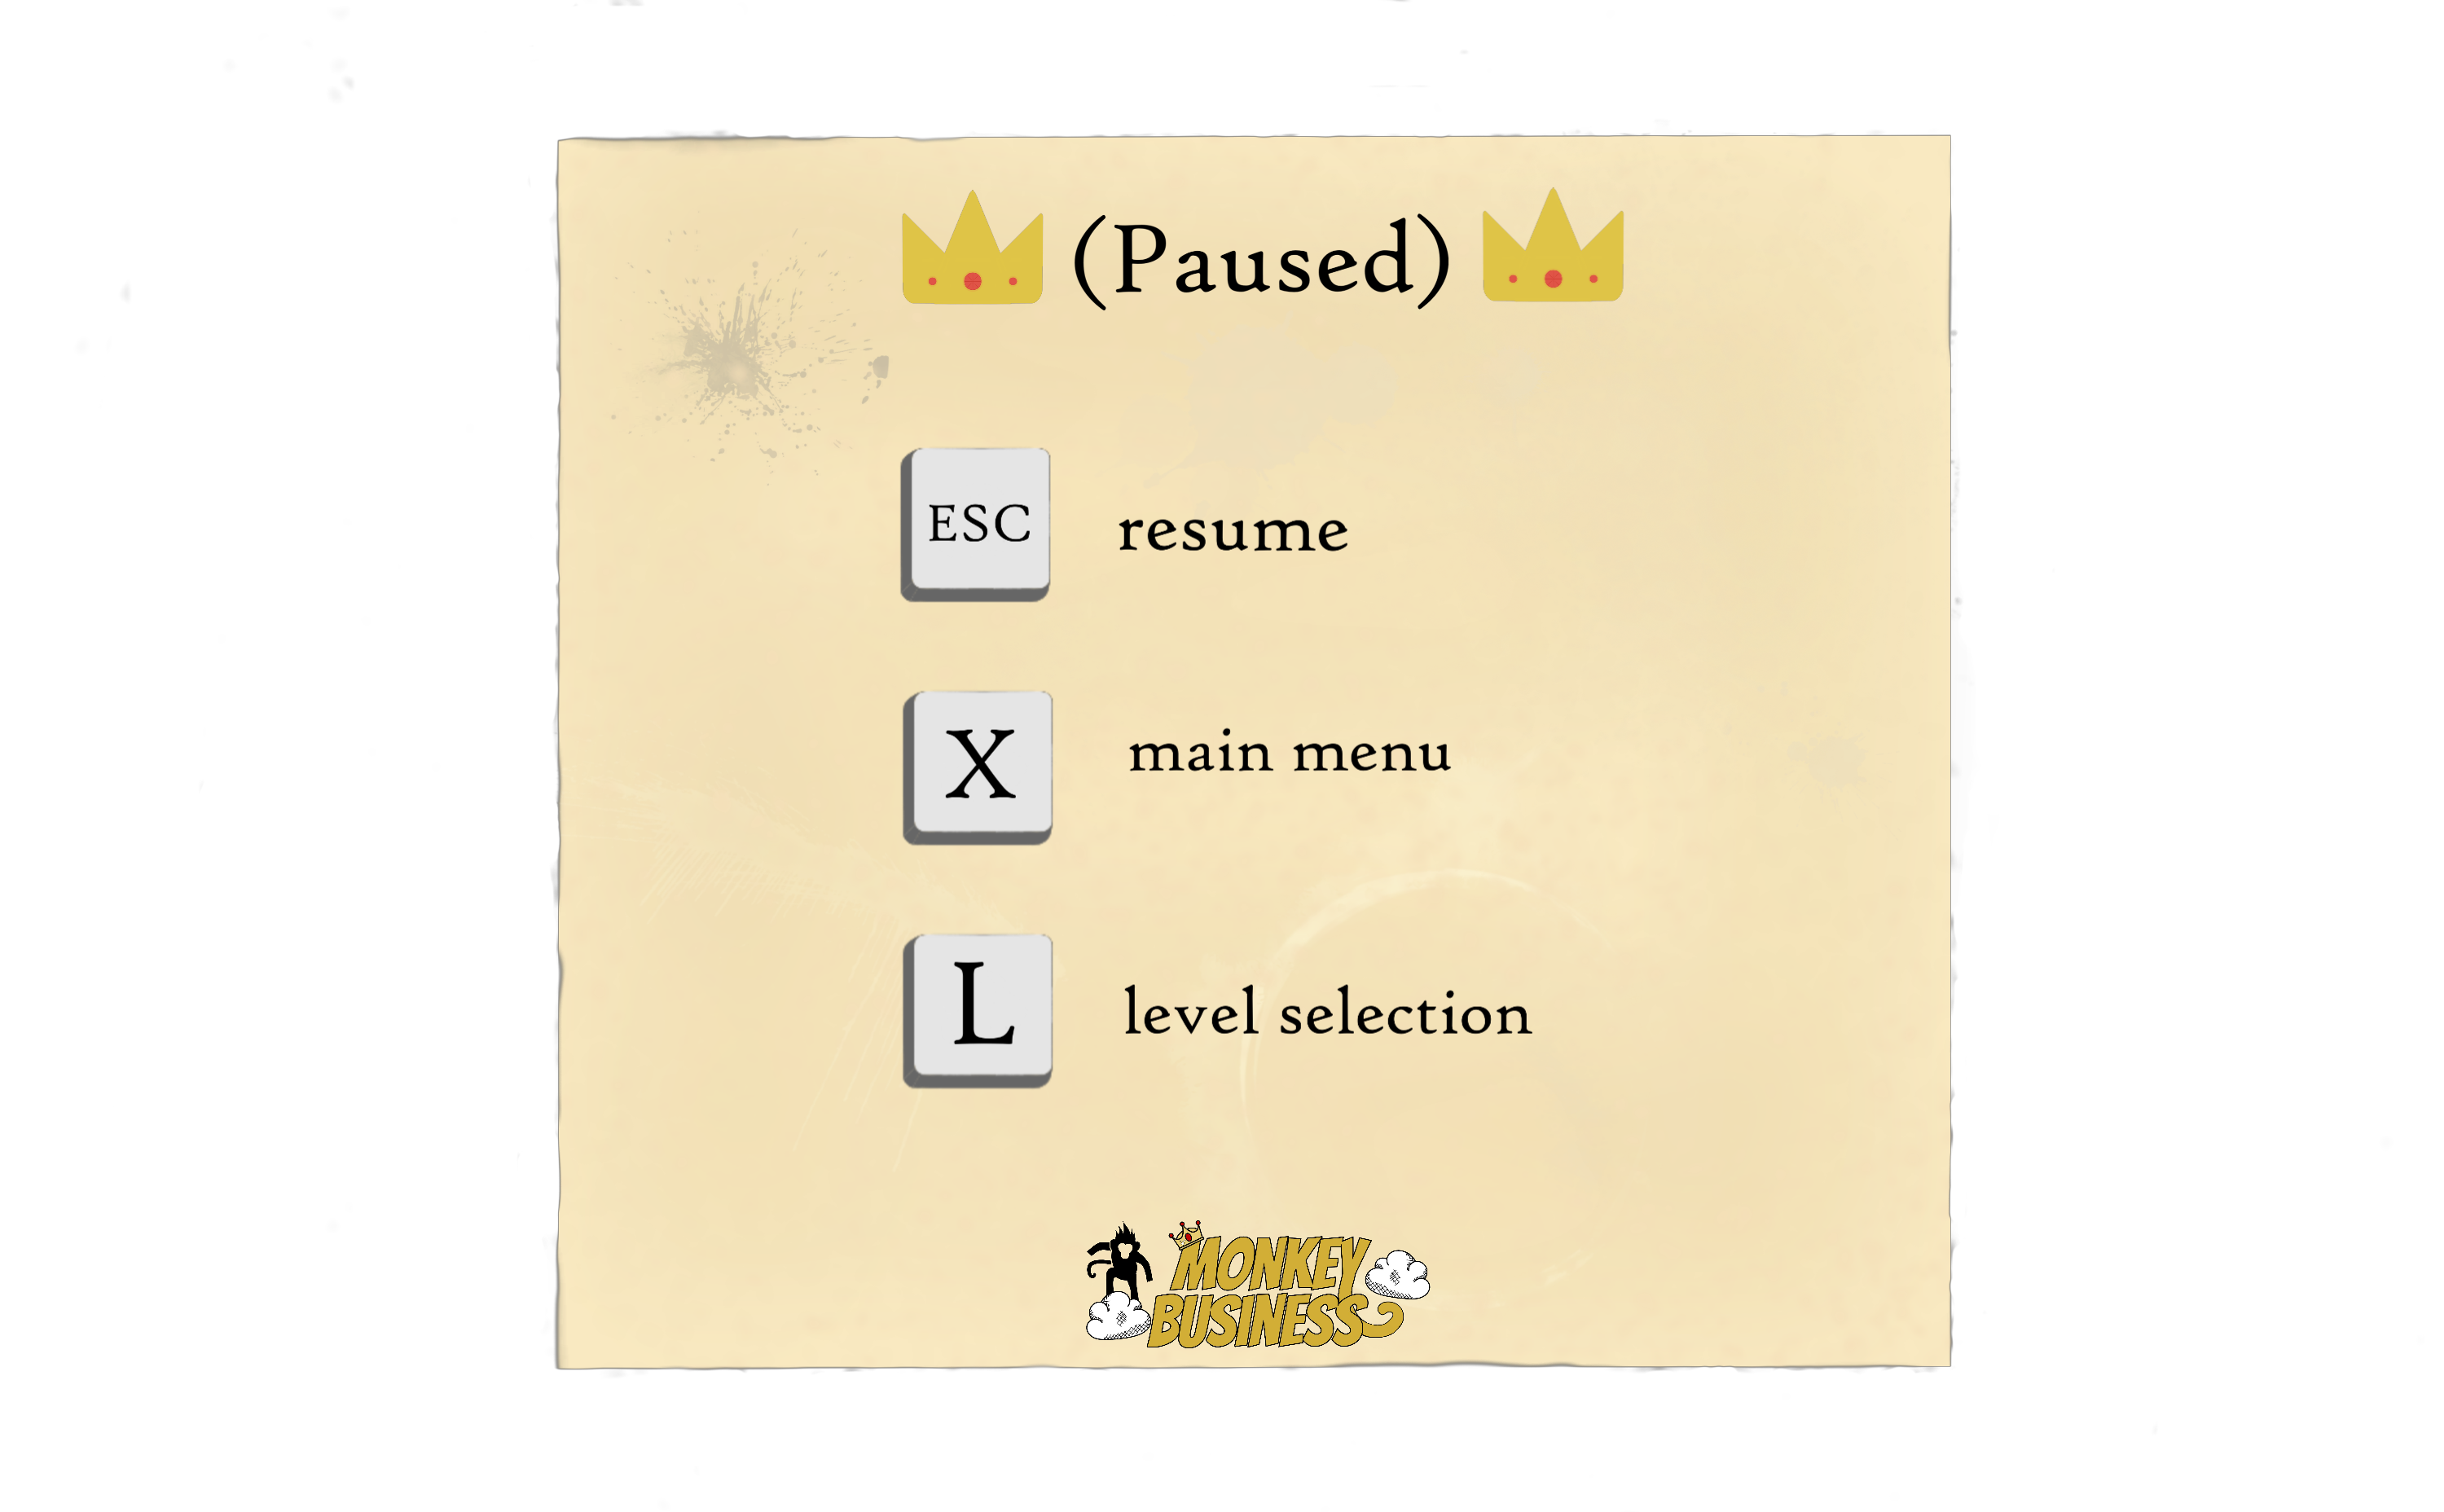 (Paused)
ESC resume
X main menu
L level selection
MONKEY
BUSINESS